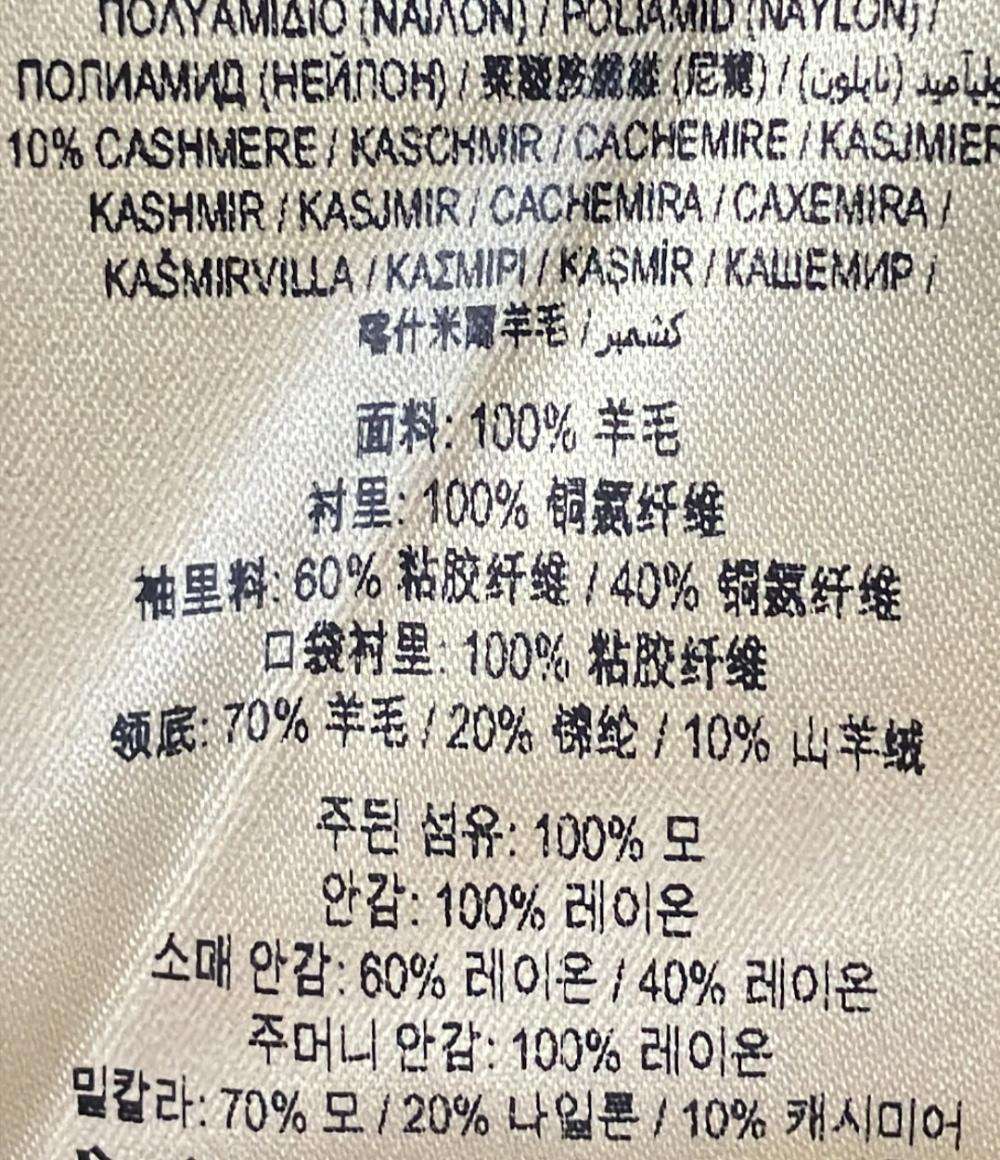 ΠΟΛΥΑΜΙΔΙΟ (ΝΑΪΛΟΝ) / POLIAMID (NAYLON) /
ПОЛИАМИД (НЕЙЛОН) / 聚醯胺纖維 (尼龍) / (نايلون)
10% CASHMERE / KASCHMIR / CACHEMIRE / KASJMIER
KASHMIR / KASJMIR / CACHEMIRA / CAXEMIRA /
KAŠMIRVILLA / ΚΑΣΜΙΡΙ / KAŞMİR / КАШЕМИР /
喀什米爾羊毛 / كشمير
面料: 100% 羊毛
衬里: 100% 铜氨纤维
袖里料: 60% 粘胶纤维 / 40% 铜氨纤维
口袋衬里: 100% 粘胶纤维
领底: 70% 羊毛 / 20% 锦纶 / 10% 山羊绒
주된 섬유: 100% 모
안감: 100% 레이온
소매 안감: 60% 레이온 / 40% 레이온
주머니 안감: 100% 레이온
밑칼라: 70% 모 / 20% 나일론 / 10% 캐시미어